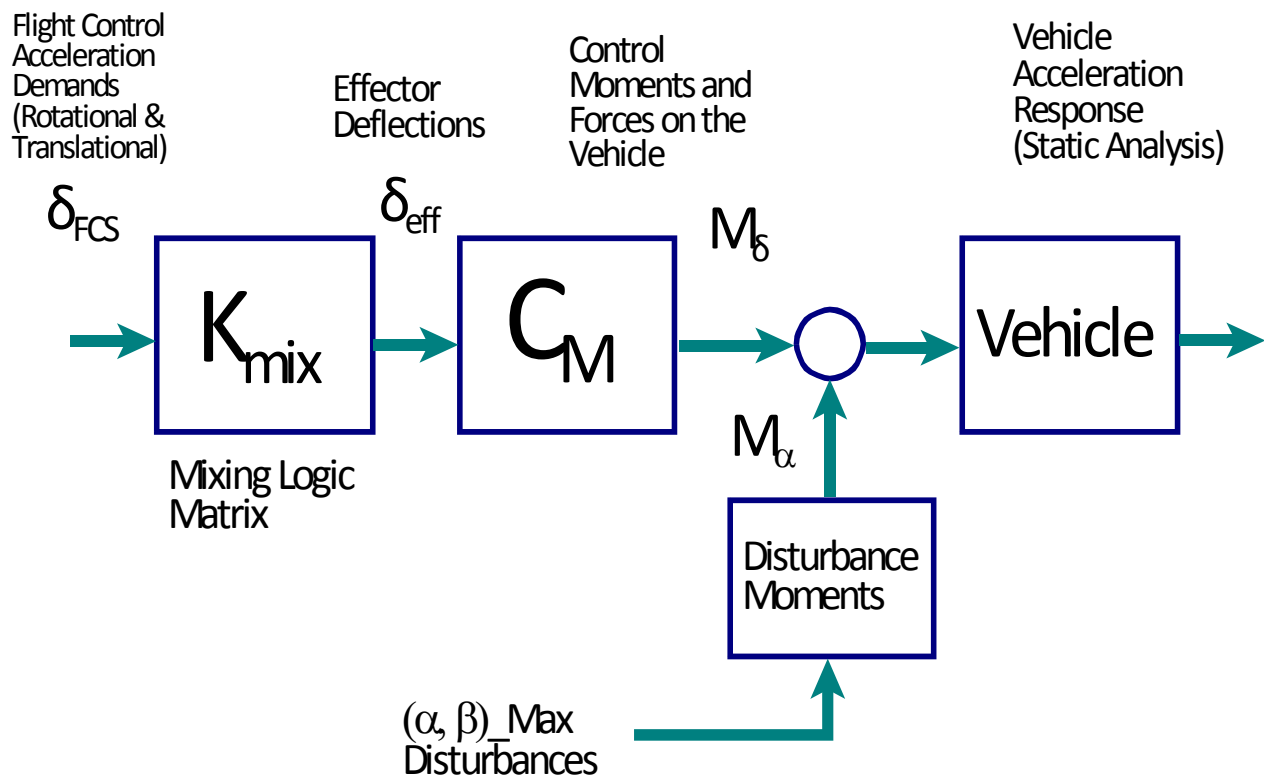 Flight Control
Acceleration
Demands
(Rotational &
Translational)
δFCS
Effector
Deflections
δeff
Control
Moments and
Forces on the
Vehicle
Mδ
Vehicle
Acceleration
Response
(Static Analysis)
Kmix
CM
Vehicle
Mixing Logic
Matrix
Mα
Disturbance
Moments
(α, β)_Max
Disturbances